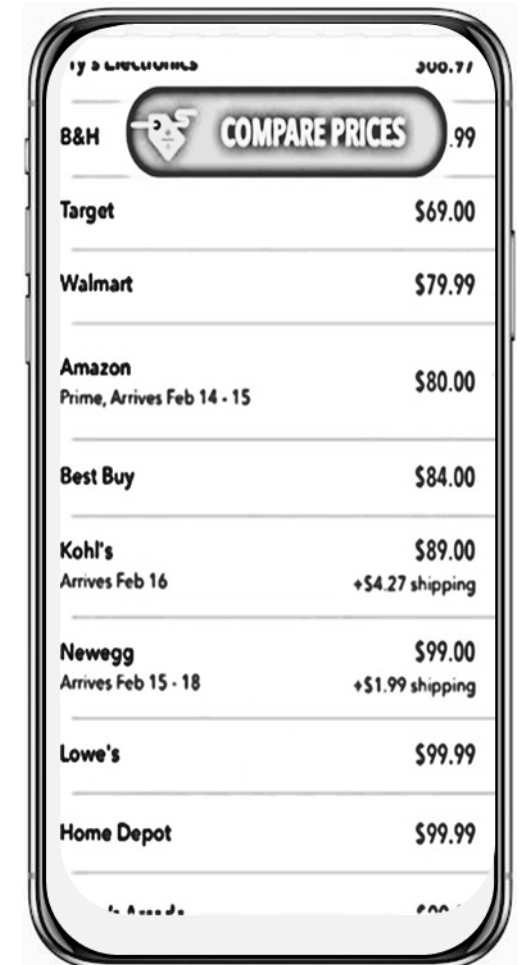 B&H
COMPARE PRICES
.99
Target
$69.00
Walmart
$79.99
Amazon
Prime, Arrives Feb 14 - 15
$80.00
Best Buy
$84.00
Kohl's
$89.00
Arrives Feb 16
+$4.27 shipping
Newegg
$99.00
Arrives Feb 15 - 18
+$1.99 shipping
Lowe's
$99.99
Home Depot
$99.99